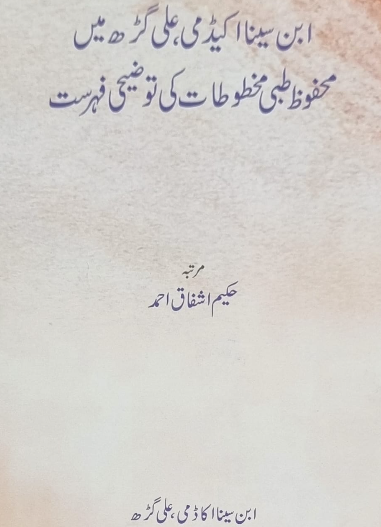 ابن سینا اکیڈمی، علی گڑھ میں
محفوظ طبی مخطوطات کی توضیحی فہرست
مرتبہ
حکیم اشفاق احمد
ابن سینا اکاڈمی، علی گڑھ